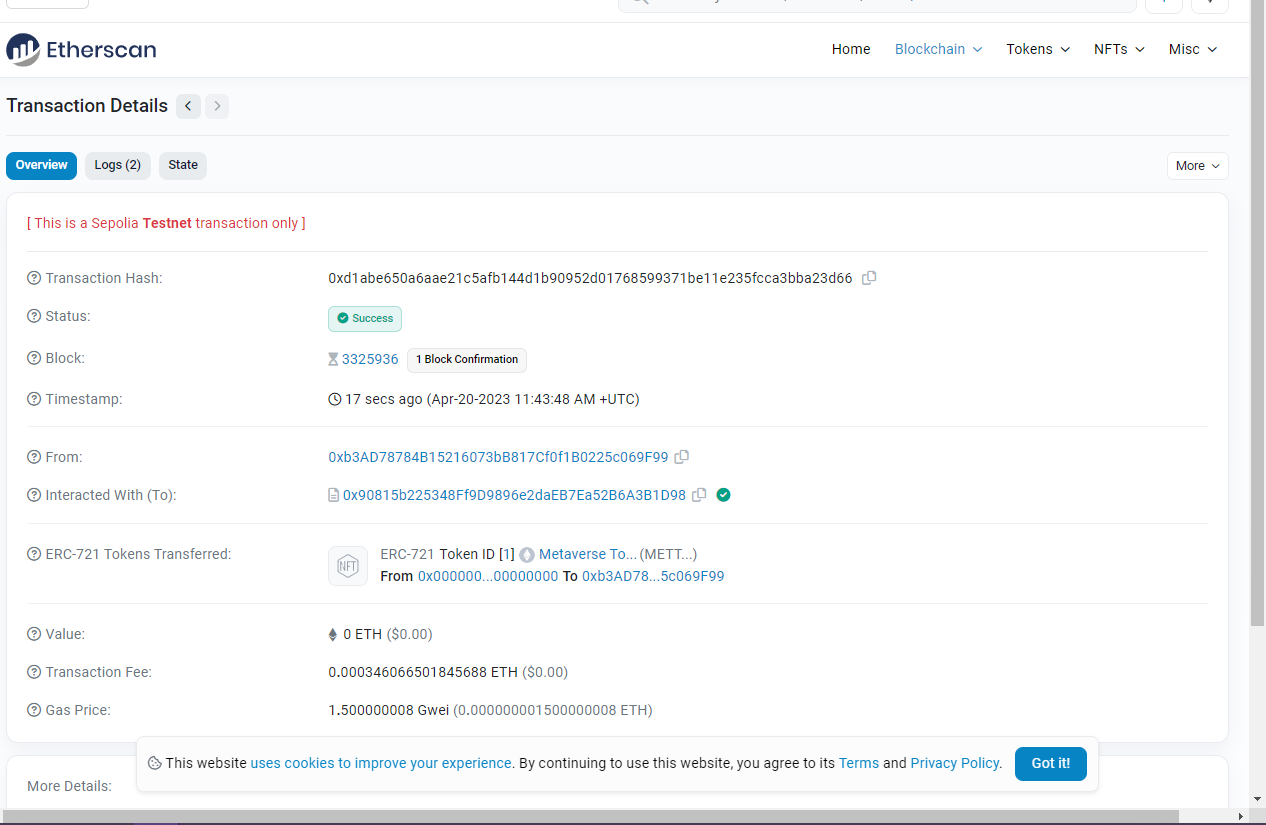 Etherscan
Home Blockchain Tokens NFTs Misc
Transaction Details
Overview Logs (2) State More
[ This is a Sepolia Testnet transaction only ]
Transaction Hash: 0xd1abe650a6aae21c5afb144d1b90952d01768599371be11e235fcca3bba23d66
Status: Success
Block: 3325936 1 Block Confirmation
Timestamp: 17 secs ago (Apr-20-2023 11:43:48 AM +UTC)
From: 0xb3AD78784B15216073bB817Cf0f1B0225c069F99
Interacted With (To): 0x90815b225348Ff9D9896e2daEB7Ea52B6A3B1D98
ERC-721 Tokens Transferred: ERC-721 Token ID [1] Metaverse To... (METT...)
NFT From 0x000000...00000000 To 0xb3AD78...5c069F99
Value: 0 ETH ($0.00)
Transaction Fee: 0.000346066501845688 ETH ($0.00)
Gas Price: 1.500000008 Gwei (0.000000001500000008 ETH)
This website uses cookies to improve your experience. By continuing to use this website, you agree to its Terms and Privacy Policy. Got it!
More Details: